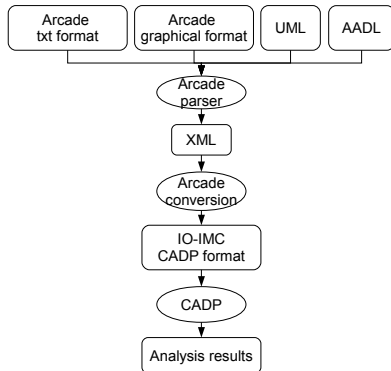 Arcade
txt format
Arcade
graphical format
UML
AADL
Arcade
parser
XML
Arcade
conversion
IO-IMC
CADP format
CADP
Analysis results